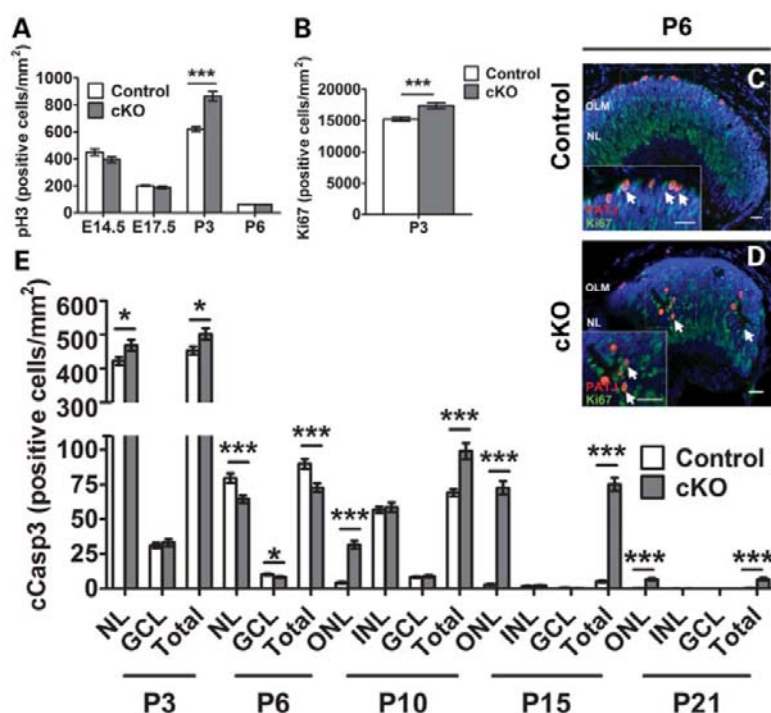 A
pH3 (positive cells/mm²)
1000
800
600
400
200
0
Control
cKO
***
E14.5 E17.5 P3 P6
B
Ki67 (positive cells/mm²)
20000
15000
10000
5000
0
Control
cKO
***
P3
P6
Control
C
OLM
NL
PATJ
Ki67
cKO
D
OLM
NL
PATJ
Ki67
E
cCasp3 (positive cells/mm²)
600
500
400
300
100
75
50
25
0
Control
cKO
* * *** * *** *** *** *** *** *** ***
NL GCL Total NL GCL Total ONL INL GCL Total ONL INL GCL Total ONL INL GCL Total
P3 P6 P10 P15 P21